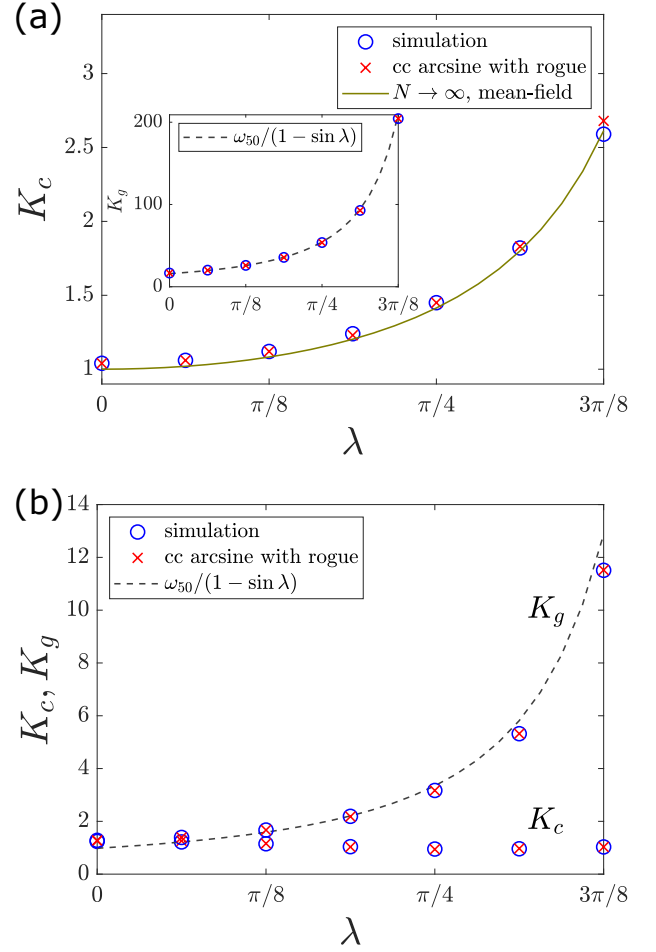 (a)
simulation
cc arcsine with rogue
N → ∞, mean-field
3
2.5
2
1.5
1
K_c
0
π/8
π/4
3π/8
λ
ω_50/(1 − sin λ)
200
100
0
K_g
0
π/8
π/4
3π/8
(b)
simulation
cc arcsine with rogue
ω_50/(1 − sin λ)
14
12
10
8
6
4
2
0
K_c, K_g
K_g
K_c
0
π/8
π/4
3π/8
λ